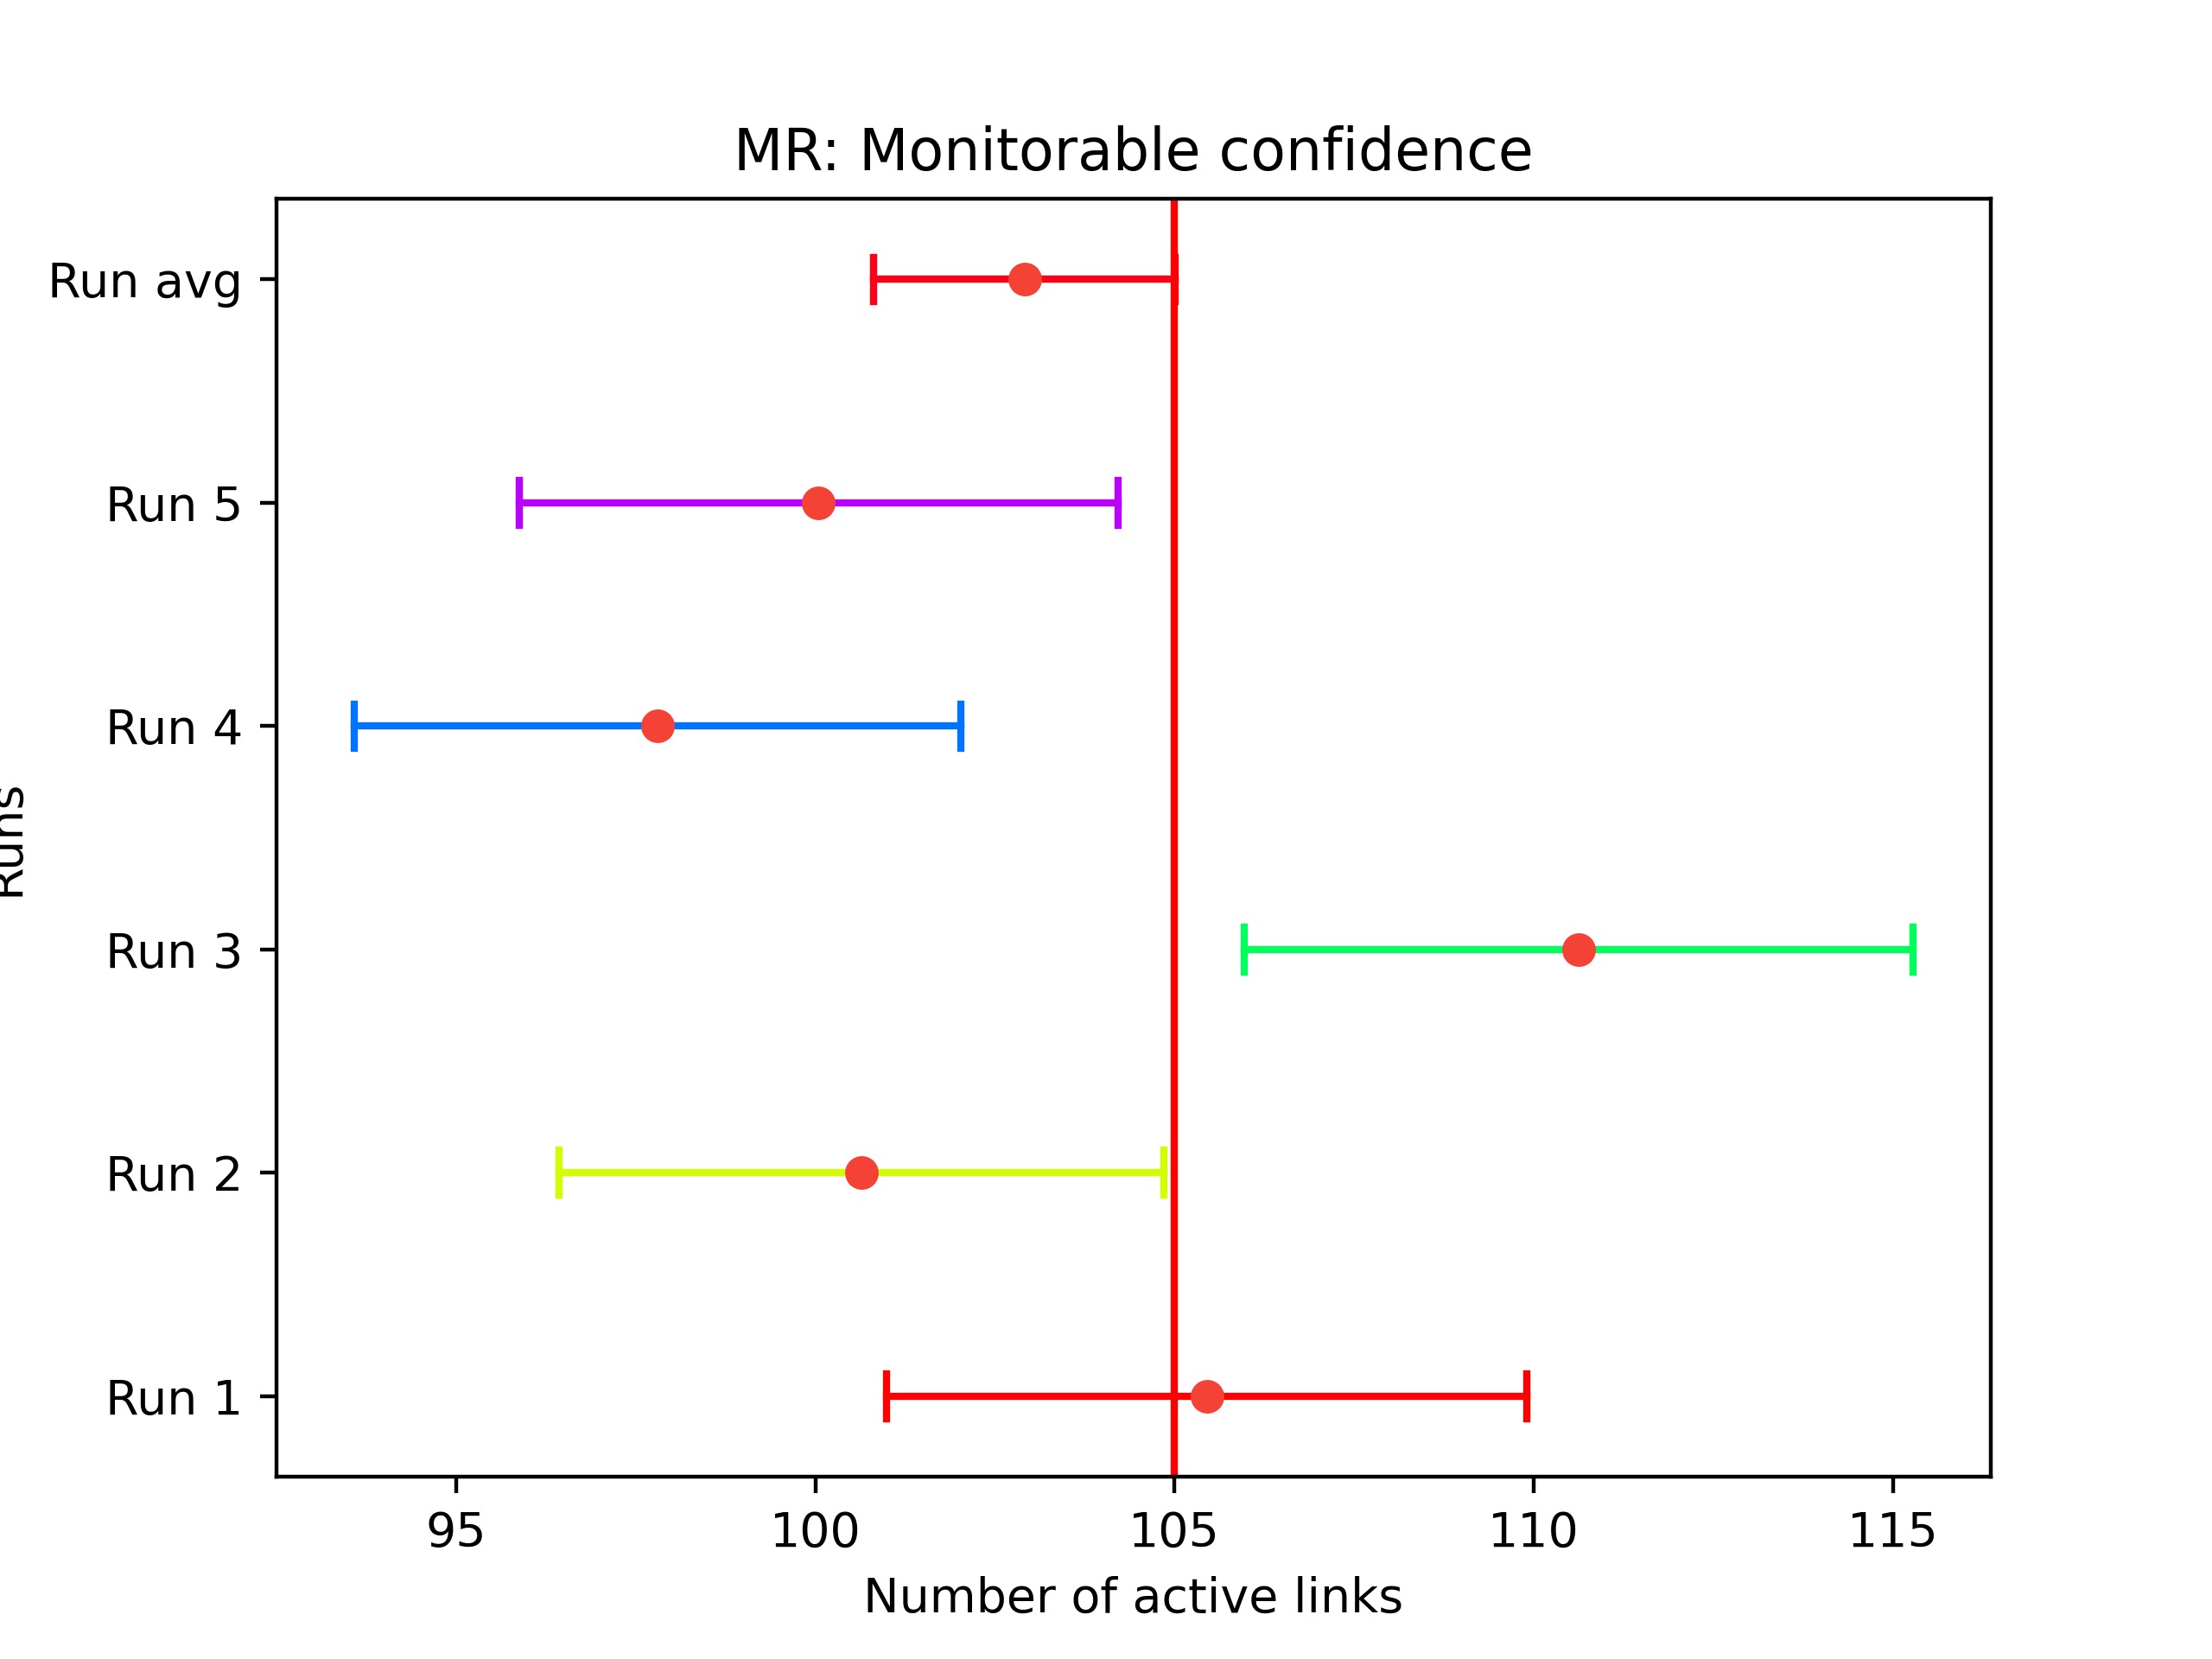 MR: Monitorable confidence
Run avg
Run 5
Run 4
Runs
Run 3
Run 2
Run 1
95 100 105 110 115
Number of active links